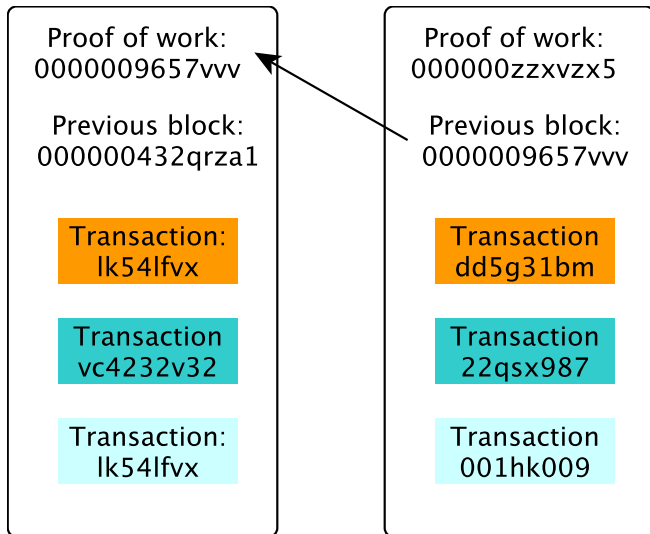 Proof of work:
0000009657vvv
Previous block:
000000432qrza1
Transaction:
lk54lfvx
Transaction
vc4232v32
Transaction:
lk54lfvx
Proof of work:
000000zzxvzx5
Previous block:
0000009657vvv
Transaction
dd5g31bm
Transaction
22qsx987
Transaction
001hk009